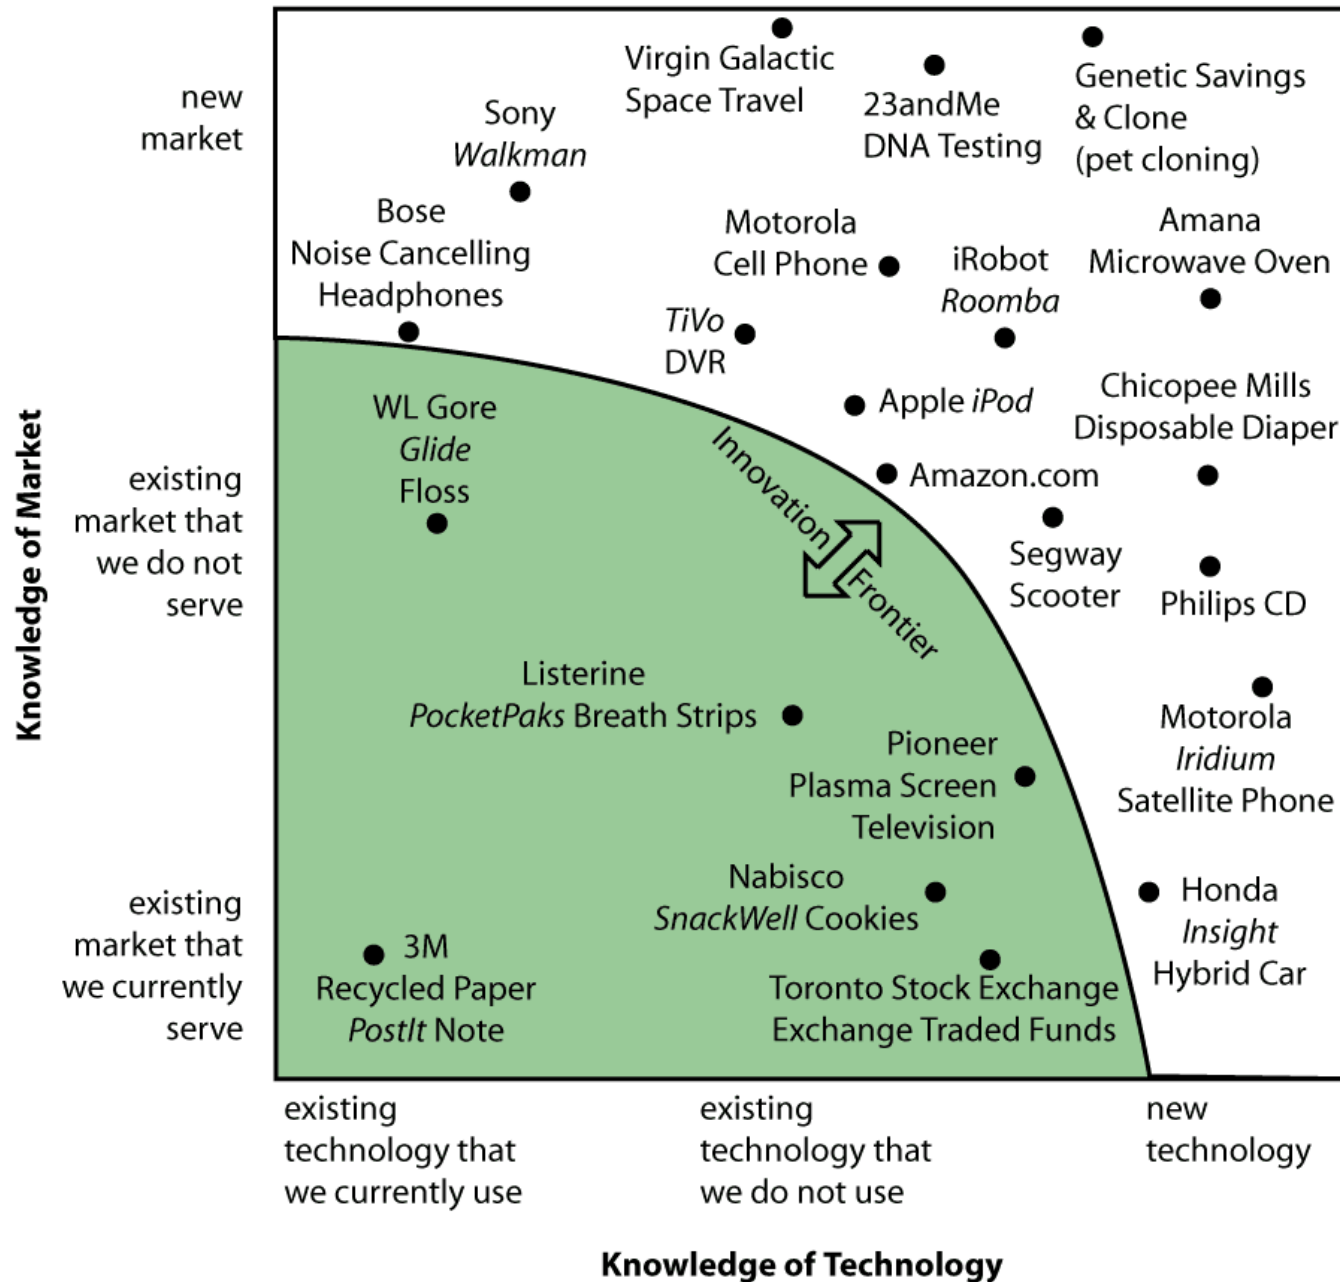 Virgin Galactic
Space Travel
23andMe
DNA Testing
Genetic Savings
& Clone
(pet cloning)
new
market
Sony
Walkman
Bose
Noise Cancelling
Headphones
Motorola
Cell Phone
iRobot
Roomba
Amana
Microwave Oven
TiVo
DVR
Apple iPod
Chicopee Mills
Disposable Diaper
WL Gore
Glide
Floss
Innovation
Frontier
Amazon.com
Segway
Scooter
Philips CD
Knowledge of Market
existing
market that
we do not
serve
Listerine
PocketPaks Breath Strips
Pioneer
Plasma Screen
Television
Motorola
Iridium
Satellite Phone
Nabisco
SnackWell Cookies
Honda
Insight
Hybrid Car
existing
market that
we currently
serve
3M
Recycled Paper
PostIt Note
Toronto Stock Exchange
Exchange Traded Funds
existing
technology that
we currently use
existing
technology that
we do not use
new
technology
Knowledge of Technology